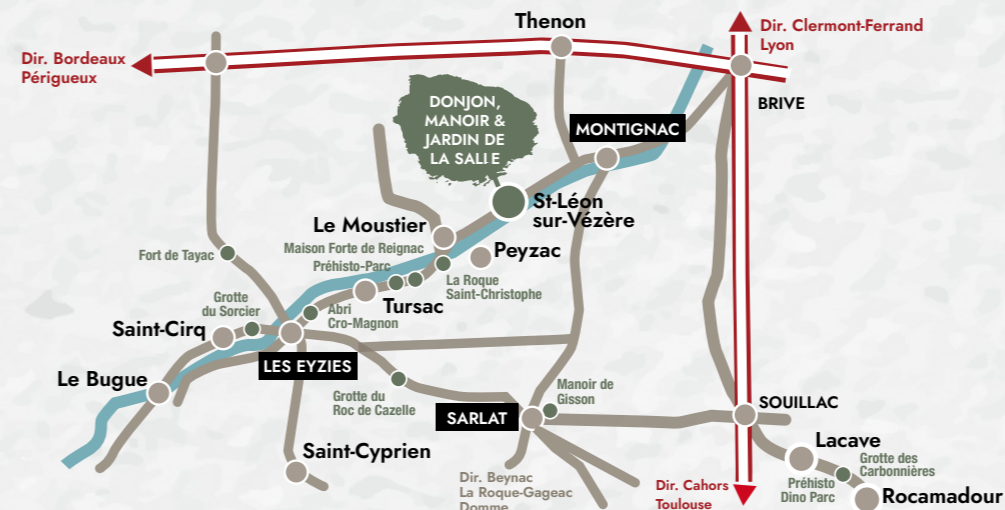 Thenon
Dir. Clermont-Ferrand
Lyon
Dir. Bordeaux
Périgueux
BRIVE
DONJON,
MANOIR &
JARDIN DE
LA SALLE
MONTIGNAC
St-Léon
sur-Vézère
Le Moustier
Maison Forte de Reignac
Peyzac
Fort de Tayac
Préhisto-Parc
La Roque
Saint-Christophe
Grotte
du Sorcier
Abri
Cro-Magnon
Tursac
Saint-Cirq
LES EYZIES
Le Bugue
Grotte du
Roc de Cazelle
Manoir de
Gisson
SARLAT
SOUILLAC
Saint-Cyprien
Lacave
Grotte des
Carbonnières
Préhisto
Dino Parc
Rocamadour
Dir. Beynac
La Roque-Gageac
Domme
Dir. Cahors
Toulouse